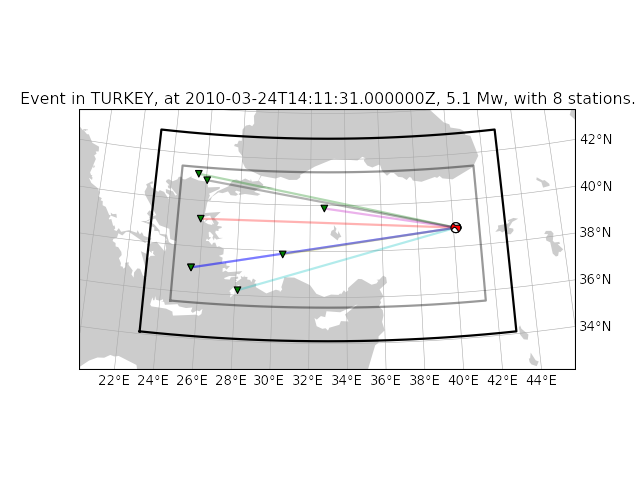 Event in TURKEY, at 2010-03-24T14:11:31.000000Z, 5.1 Mw, with 8 stations.
42°N
40°N
38°N
36°N
34°N
22°E 24°E 26°E 28°E 30°E 32°E 34°E 36°E 38°E 40°E 42°E 44°E